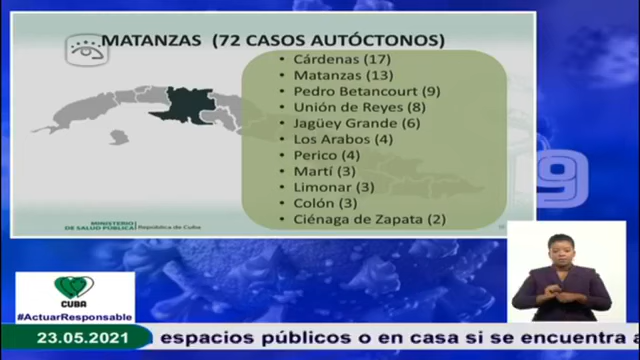 MATANZAS (72 CASOS AUTÓCTONOS)
• Cárdenas (17)
• Matanzas (13)
• Pedro Betancourt (9)
• Unión de Reyes (8)
• Jagüey Grande (6)
• Los Arabos (4)
• Perico (4)
• Martí (3)
• Limonar (3)
• Colón (3)
• Ciénaga de Zapata (2)
MINISTERIO
DE SALUD PÚBLICA
República de Cuba
9
CUBA
#ActuarResponsable
23.05.2021 espacios públicos o en casa si se encuentra